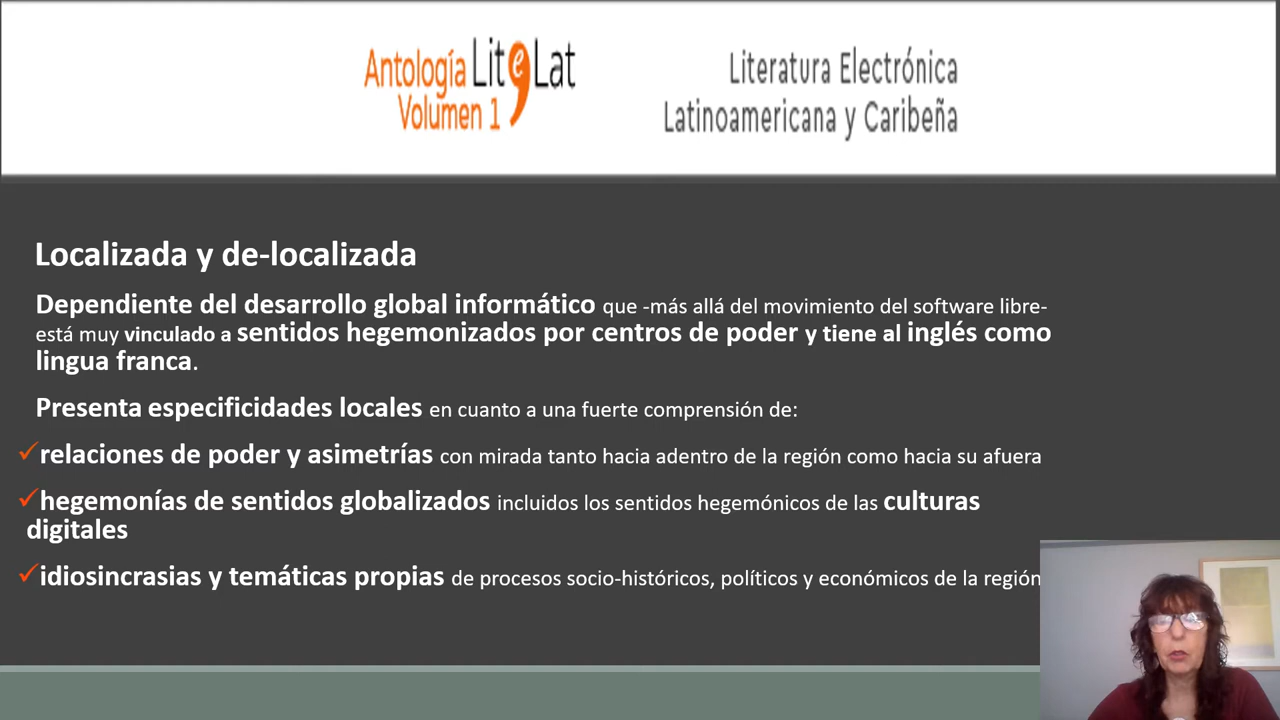 Antología Lit e Lat
Volumen 1
Literatura Electrónica
Latinoamericana y Caribeña
Localizada y de-localizada
Dependiente del desarrollo global informático que -más allá del movimiento del software libre-
está muy vinculado a sentidos hegemonizados por centros de poder y tiene al inglés como
lingua franca.
Presenta especificidades locales en cuanto a una fuerte comprensión de:
✓relaciones de poder y asimetrías con mirada tanto hacia adentro de la región como hacia su afuera
✓hegemonías de sentidos globalizados incluidos los sentidos hegemónicos de las culturas
digitales
✓idiosincrasias y temáticas propias de procesos socio-históricos, políticos y económicos de la región